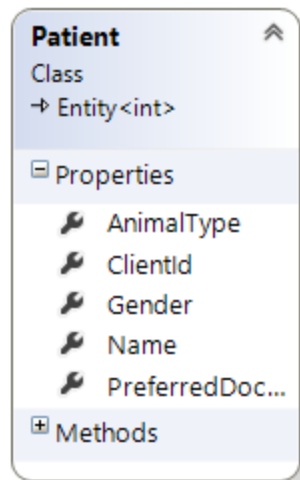 Patient
Class
Entity<int>
Properties
AnimalType
ClientId
Gender
Name
PreferredDoc...
Methods